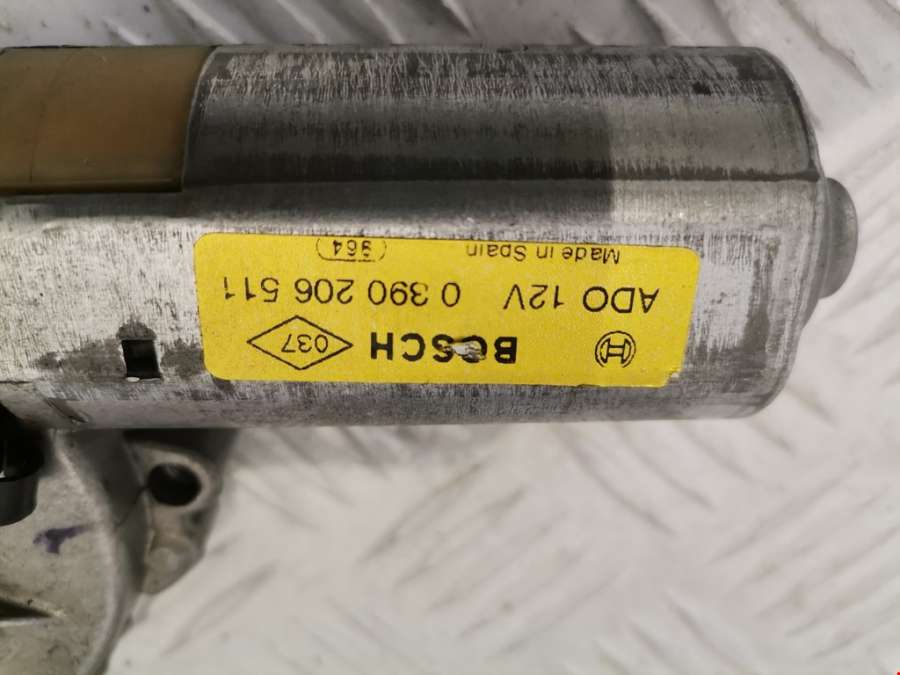 BOSCH 037
ADO 12V 0 390 206 511
Made in Spain 964